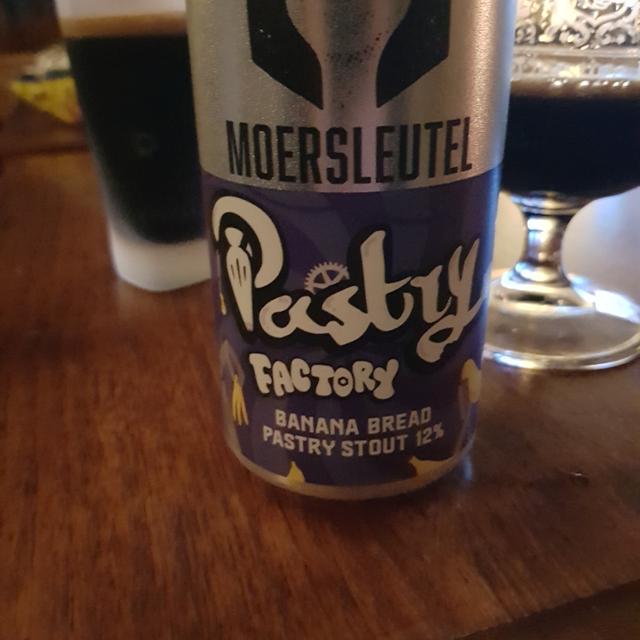 MOERSLEUTEL
Pastry
FACTORY
BANANA BREAD
PASTRY STOUT 12%